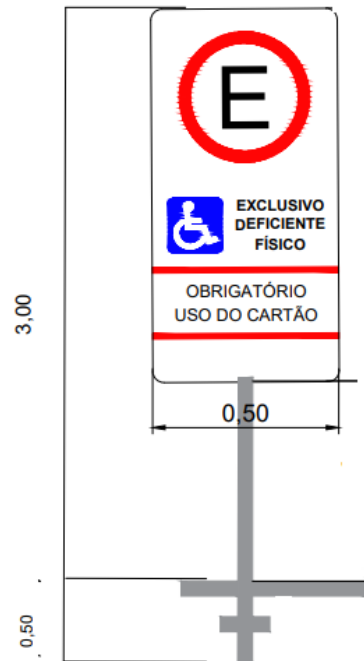 E
EXCLUSIVO
DEFICIENTE
FÍSICO
OBRIGATÓRIO
USO DO CARTÃO
3,00
0,50
0,50